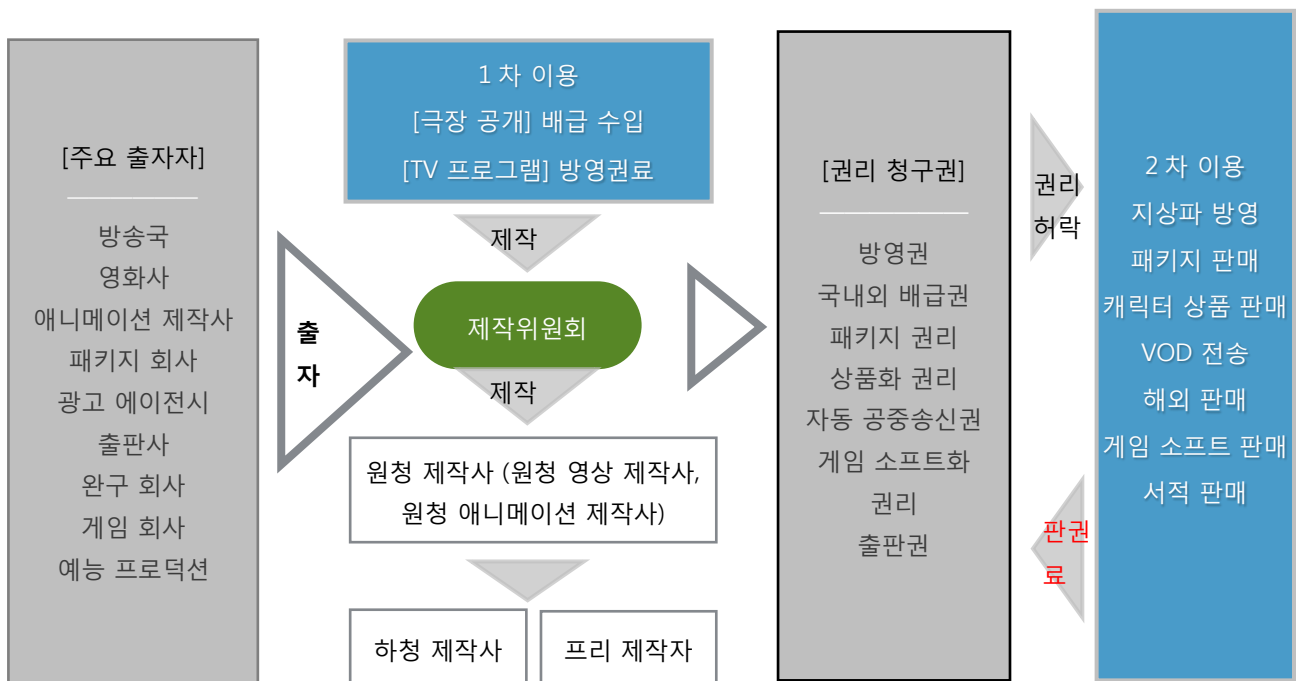 [주요 출자자]
방송국
영화사
애니메이션 제작사
패키지 회사
광고 에이전시
출판사
완구 회사
게임 회사
예능 프로덕션
출
자
1차 이용
[극장 공개] 배급 수입
[TV 프로그램] 방영권료
제작
제작위원회
제작
원청 제작사 (원청 영상 제작사,
원청 애니메이션 제작사)
하청 제작사
프리 제작자
[권리 청구권]
방영권
국내외 배급권
패키지 권리
상품화 권리
자동 공중송신권
게임 소프트화
권리
출판권
권리
허락
판권
료
2차 이용
지상파 방영
패키지 판매
캐릭터 상품 판매
VOD 전송
해외 판매
게임 소프트 판매
서적 판매